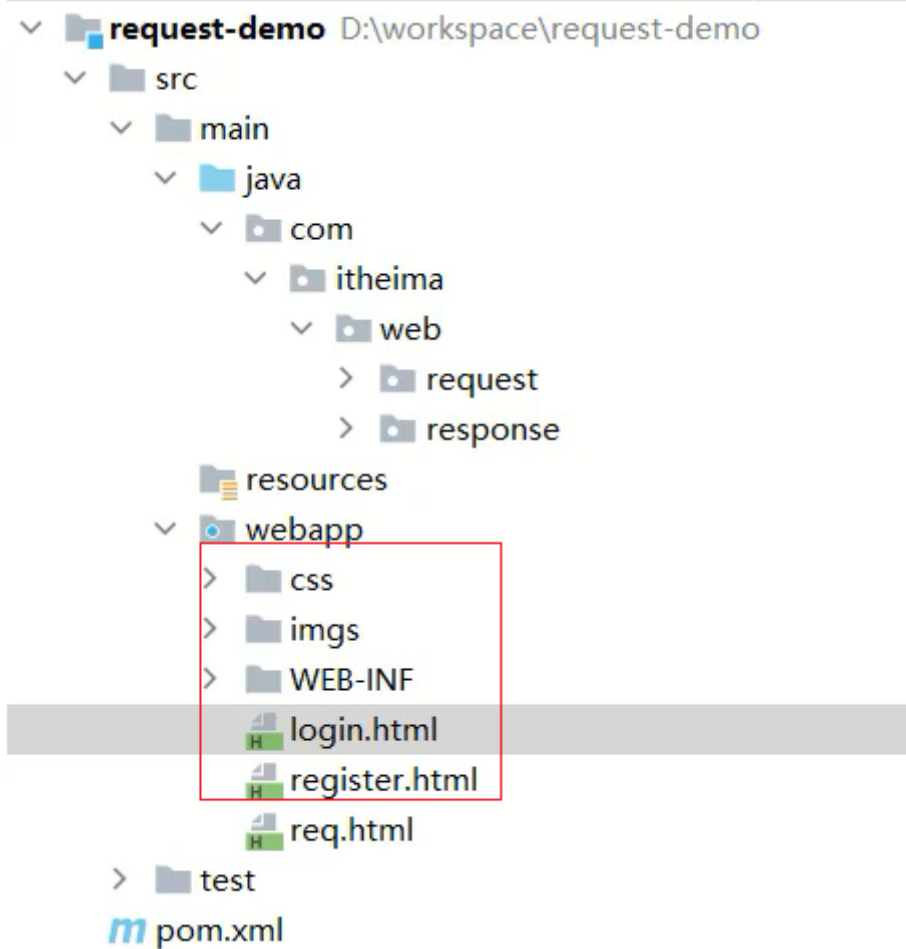 request-demo D:\workspace\request-demo
src
main
java
com
itheima
web
request
response
resources
webapp
css
imgs
WEB-INF
login.html
register.html
req.html
test
pom.xml